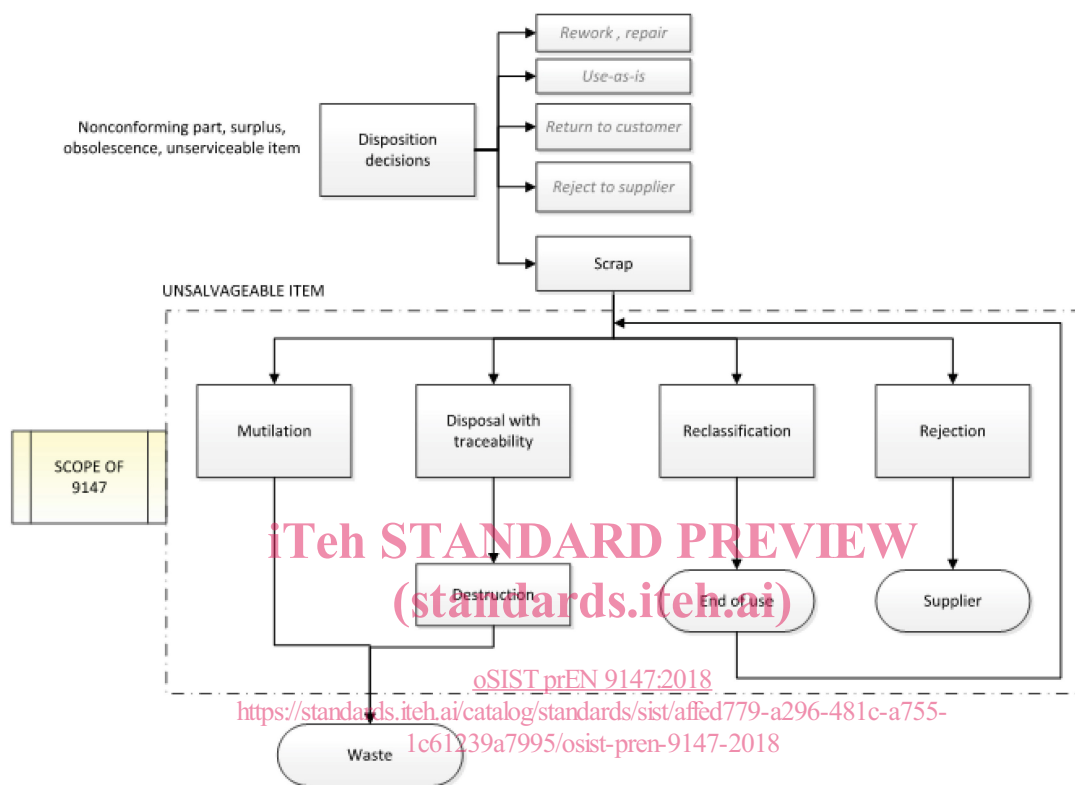 Rework , repair
Use-as-is
Nonconforming part, surplus,
obsolescence, unserviceable item
Disposition
decisions
Return to customer
Reject to supplier
Scrap
UNSALVAGEABLE ITEM
Mutilation
Disposal with
traceability
Reclassification
Rejection
SCOPE OF
9147
iTeh STANDARD PREVIEW
(standards.iteh.ai)
Destruction
End of use
Supplier
oSIST prEN 9147:2018
https://standards.iteh.ai/catalog/standards/sist/affed779-a296-481c-a755-
1c61239a7995/osist-pren-9147-2018
Waste